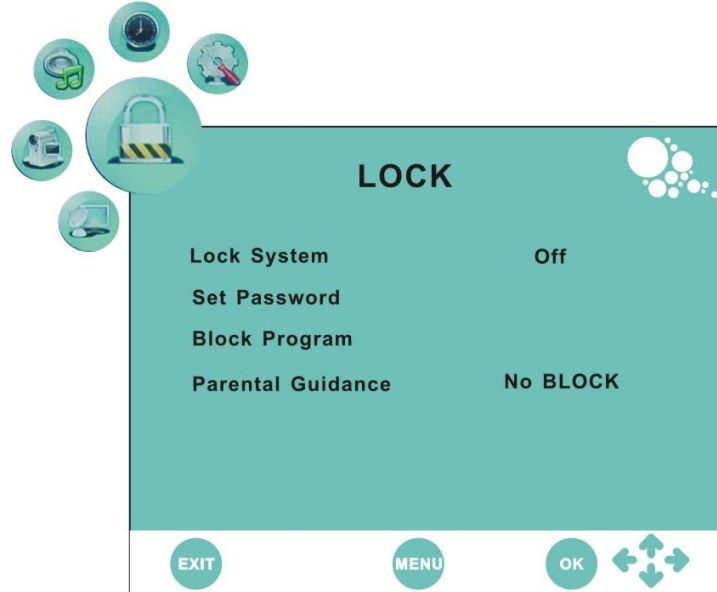 LOCK
Lock System Off
Set Password
Block Program
Parental Guidance No BLOCK
EXIT MENU OK